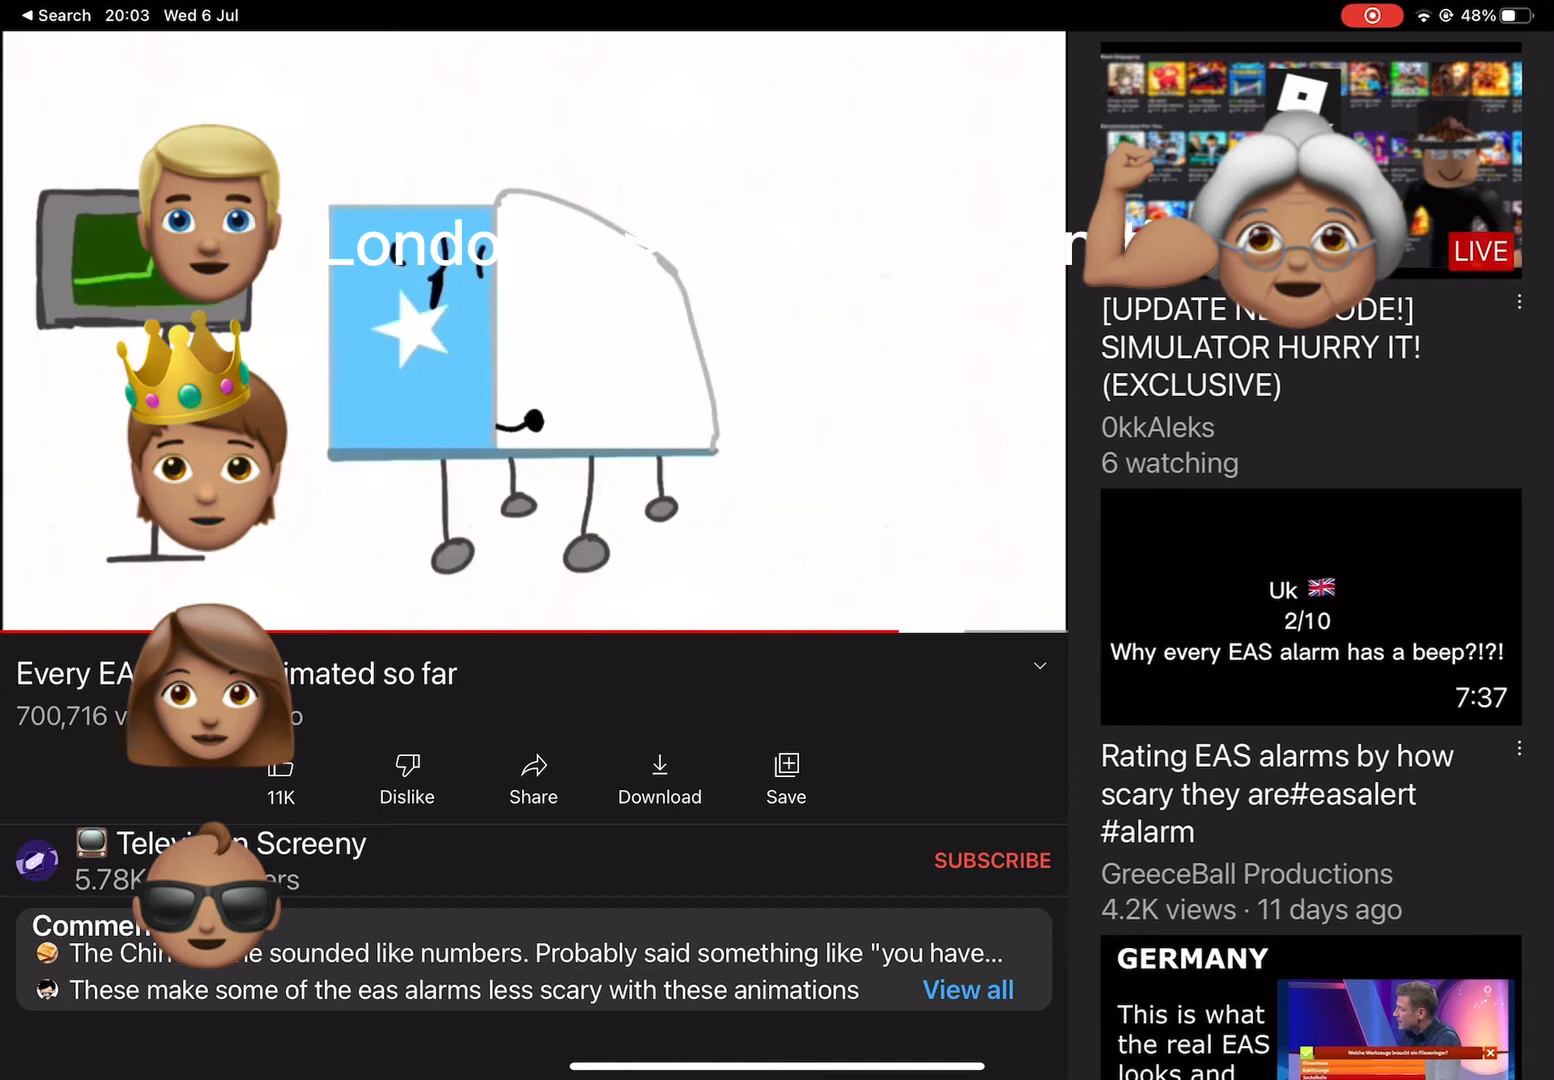 Search 20:03 Wed 6 Jul
48%
Londo
LIVE
[UPDATE ODE!]
SIMULATOR HURRY IT!
(EXCLUSIVE)
0kkAleks
6 watching
Uk 🇬🇧
2/10
Why every EAS alarm has a beep?!?!
7:37
Rating EAS alarms by how
scary they are#easalert
#alarm
GreeceBall Productions
4.2K views · 11 days ago
GERMANY
This is what
the real EAS
looks and
Every EA imated so far
700,716
11K
Dislike
Share
Download
Save
📺 Screeny
5.78K
SUBSCRIBE
Commen
The sounded like numbers. Probably said something like "you have...
These make some of the eas alarms less scary with these animations
View all